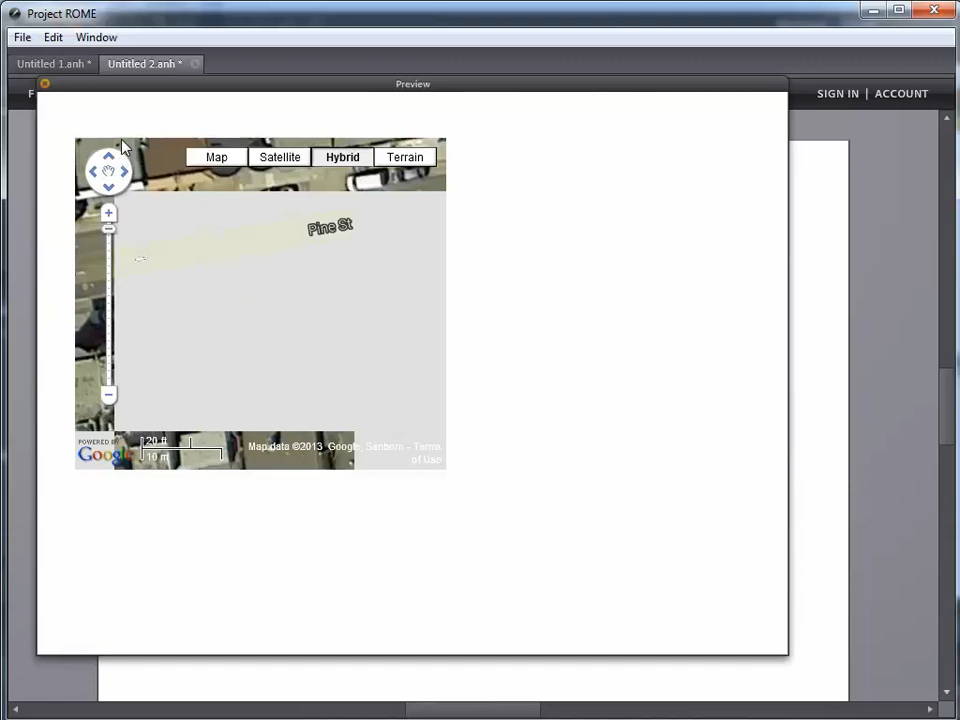 Project ROME
File Edit Window
Untitled 1.anh * Untitled 2.anh *
Preview
F
SIGN IN | ACCOUNT
Map Satellite Hybrid Terrain
Pine St
20 ft
POWERED BY
Google
10 m
Map data ©2013 Google, Sanborn - Terms
of Use